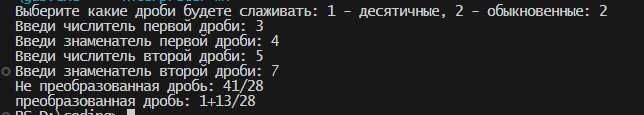 Выберите какие дроби будете слаживать: 1 - десятичные, 2 - обыкновенные: 2
Введи числитель первой дроби: 3
Введи знаменатель первой дроби: 4
Введи числитель второй дроби: 5
Введи знаменатель второй дроби: 7
Не преобразованная дробь: 41/28
преобразованная дробь: 1+13/28
PS D:\coding>